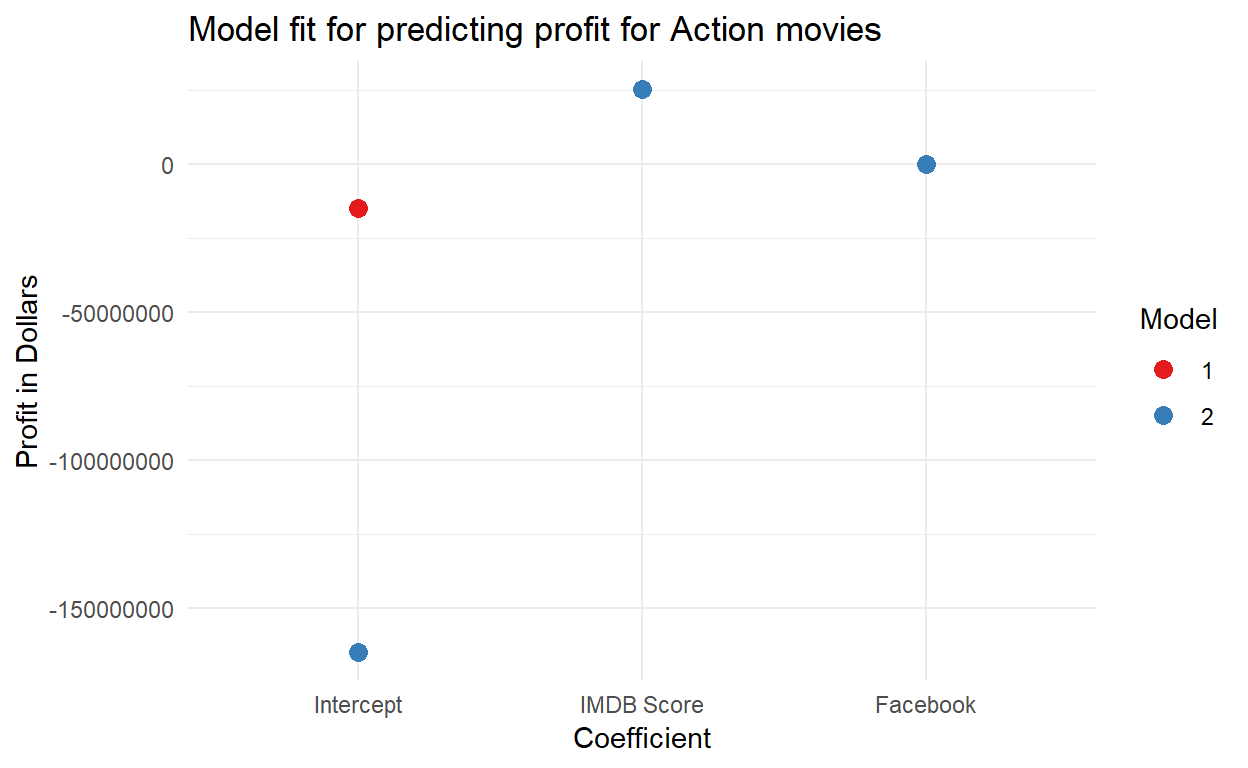 Model fit for predicting profit for Action movies
Profit in Dollars
0
-50000000
-100000000
-150000000
Intercept
IMDB Score
Facebook
Coefficient
Model
1
2